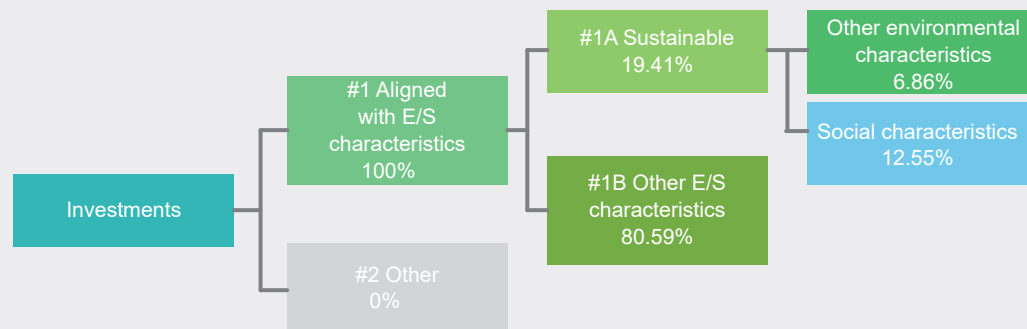 Investments
#1 Aligned
with E/S
characteristics
100%
#2 Other
0%
#1A Sustainable
19.41%
#1B Other E/S
characteristics
80.59%
Other environmental
characteristics
6.86%
Social characteristics
12.55%